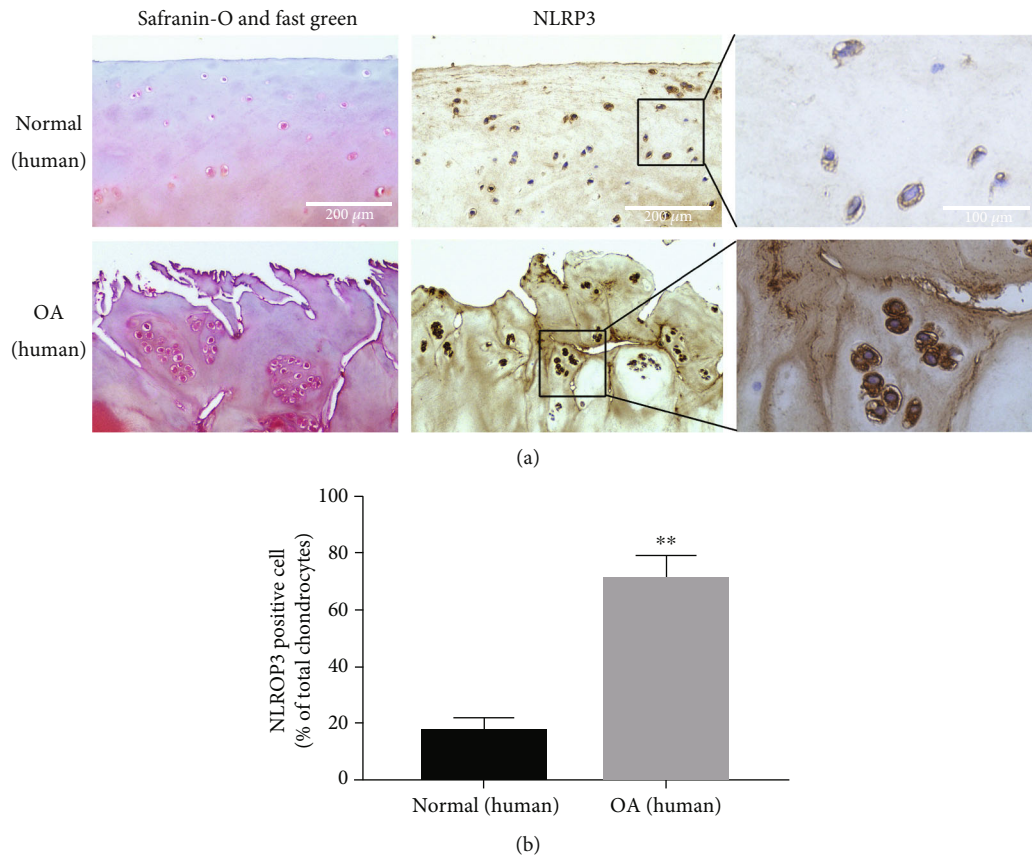 Safranin-O and fast green
NLRP3
Normal
(human)
200 µm
200 µm
100 µm
OA
(human)
(a)
NLROP3 positive cell
(% of total chondrocytes)
100
80
60
40
20
0
**
Normal (human)
OA (human)
(b)